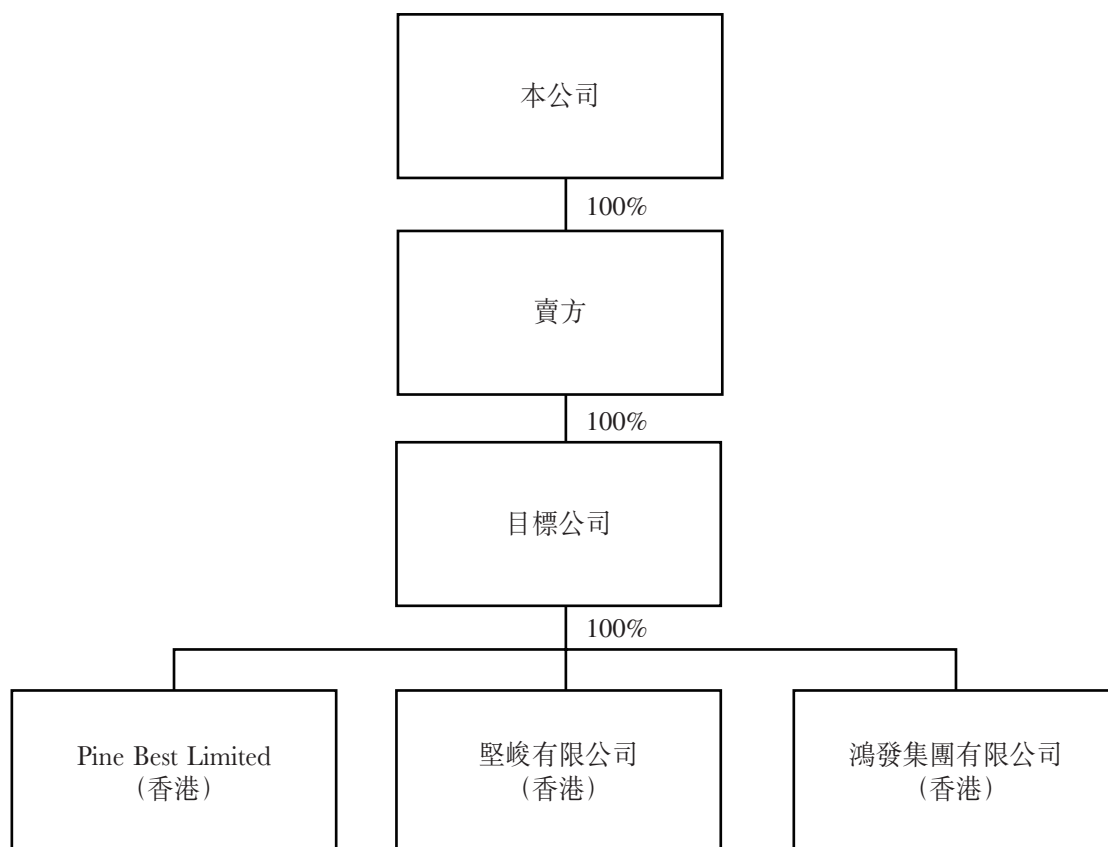 本公司
100%
賣方
100%
目標公司
100%
Pine Best Limited
（香港）
堅峻有限公司
（香港）
鴻發集團有限公司
（香港）